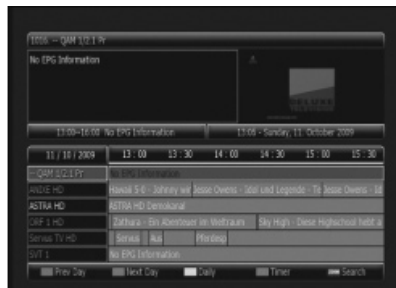 1016. -- QAM 1/2.1 Pr
No EPG Information
DELUXE
13:00~16:00 No EPG Information
13:06 - Sunday, 11. October 2009
11 / 10 / 2009 13 : 00 13 : 30 14 : 00 14 : 30 15 : 00 15 : 30
-- QAM 1/2.1 Pr No EPG Information
ANIXE HD Hawaii 5-0 - Johnny wir Jesse Owens - Idol und Legende - Te Jesse Owens - Id
ASTRA HD ASTRA HD Demokanal
ORF 1 HD Zathura - Ein Abenteuer im Weltraum Sky High - Diese Highschool hebt a
Servus TV HD Servus Aus Pferdesp
SVT 1 No EPG Information
Prev Day Next Day Daily Timer Search